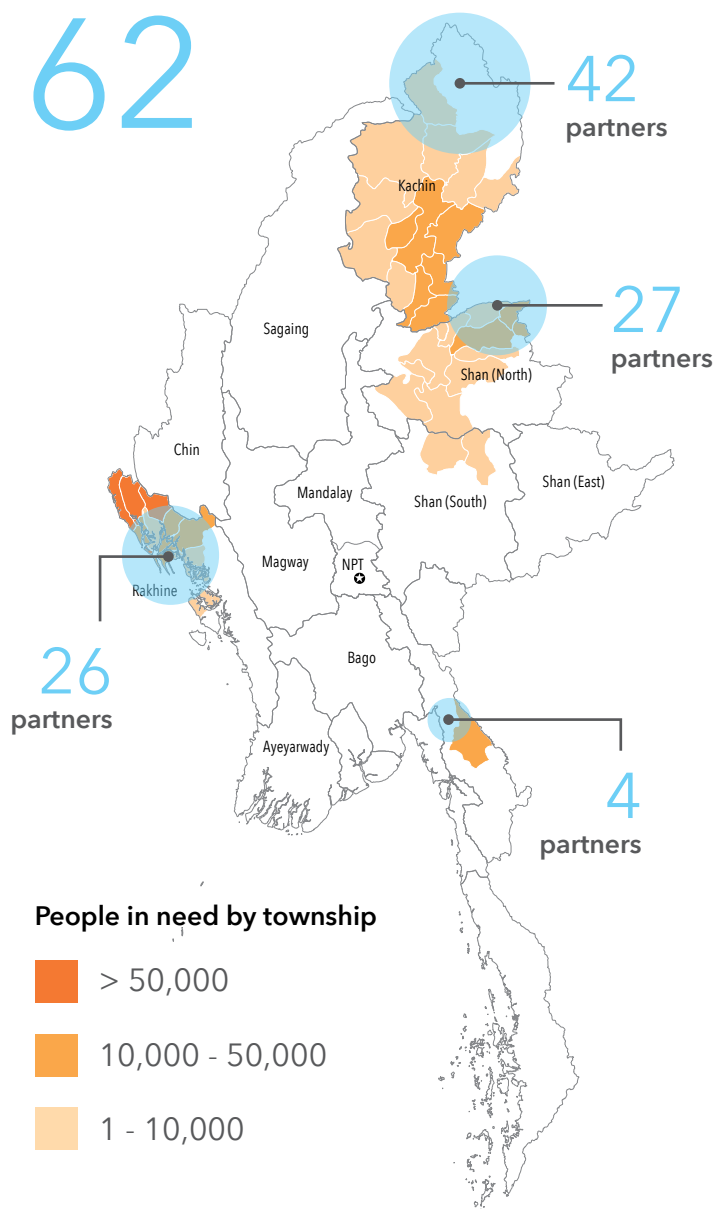 62
42
partners
Kachin
27
partners
Sagaing
Shan (North)
Chin
Shan (East)
Mandalay
Shan (South)
Magway
NPT
Rakhine
Bago
26
partners
Ayeyarwady
4
partners
People in need by township
> 50,000
10,000 - 50,000
1 - 10,000